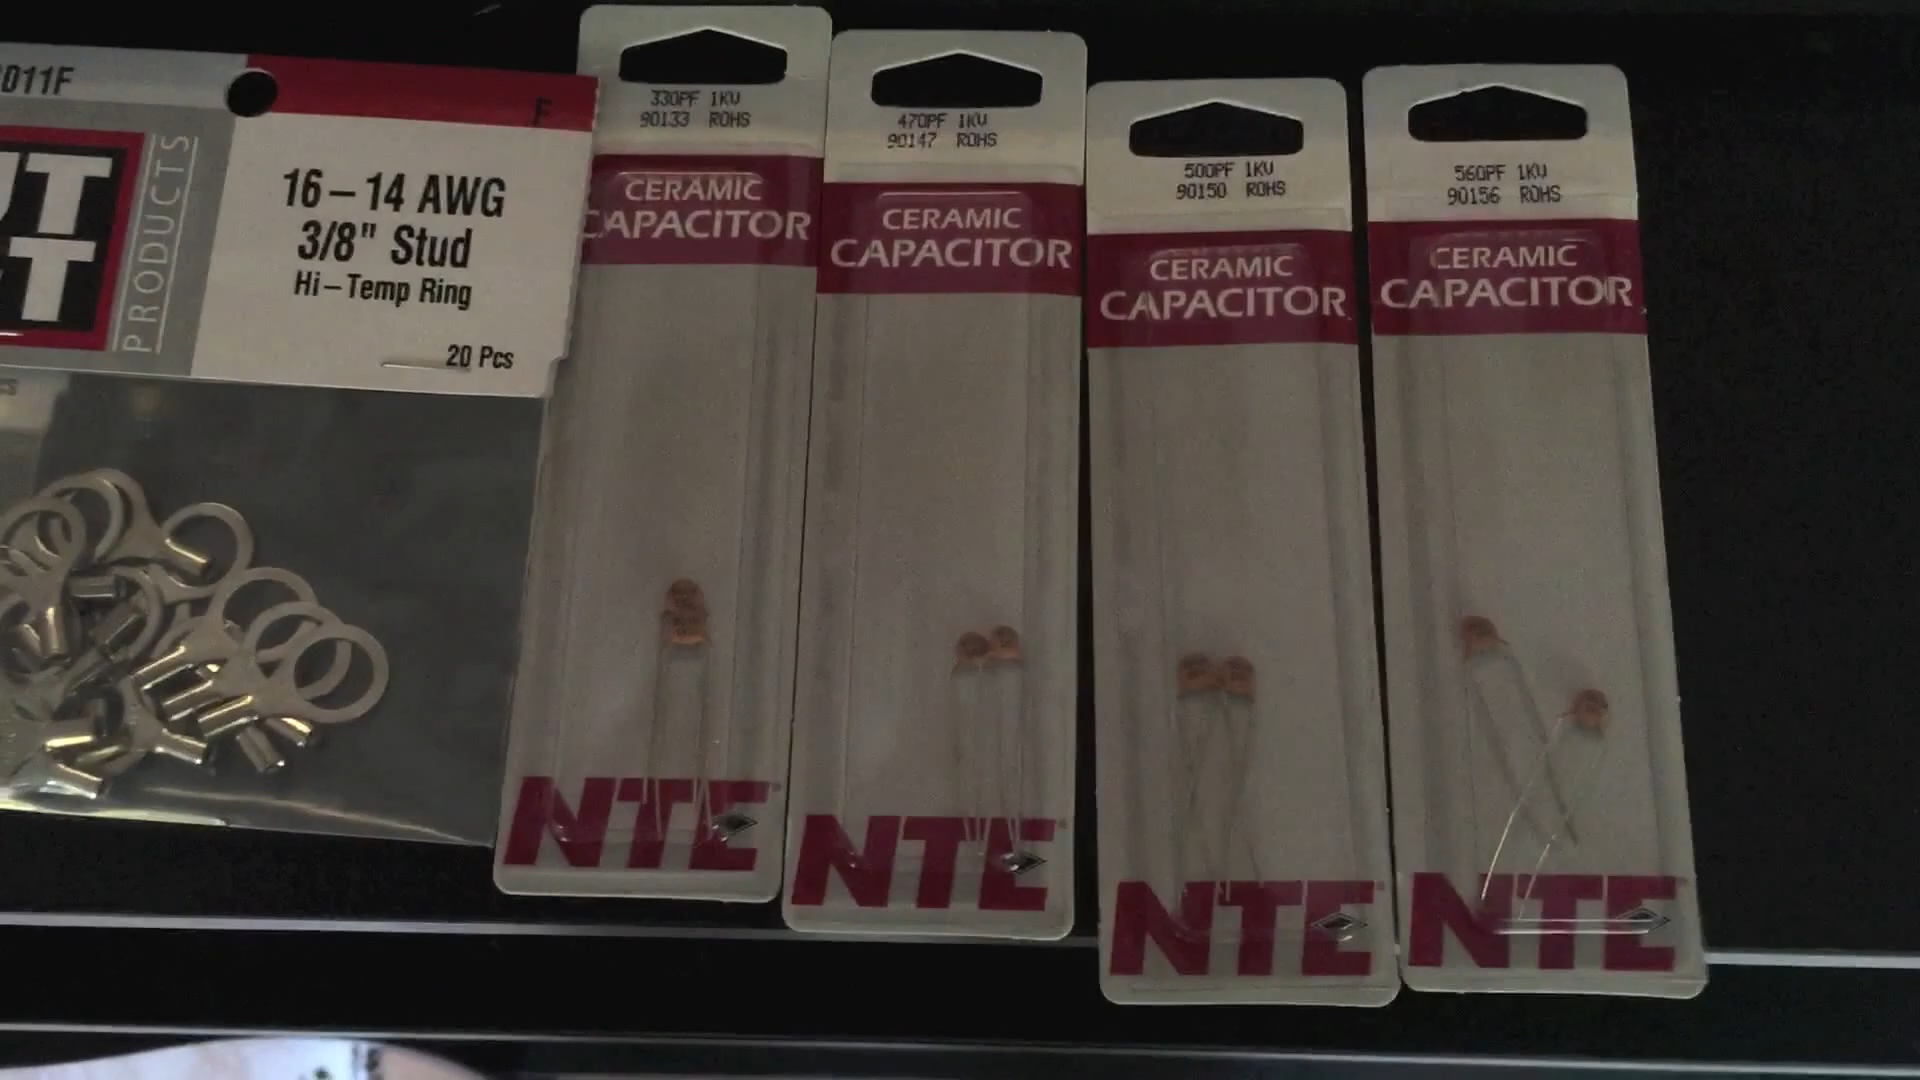 011F
UT
T
PRODUCTS
F
16-14 AWG
3/8" Stud
Hi-Temp Ring
20 Pcs
330PF 1KV
90133 ROHS
CERAMIC
CAPACITOR
NTE
470PF 1KV
90147 ROHS
CERAMIC
CAPACITOR
NTE
500PF 1KV
90150 ROHS
CERAMIC
CAPACITOR
NTE
560PF 1KV
90156 ROHS
CERAMIC
CAPACITOR
NTE